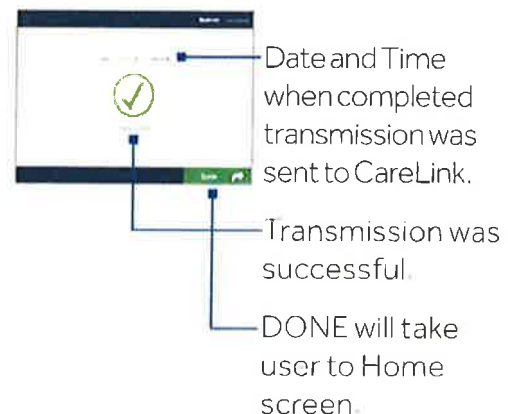 Date and Time
when completed
transmission was
sent to CareLink.
Transmission was
successful.
DONE will take
user to Home
screen.